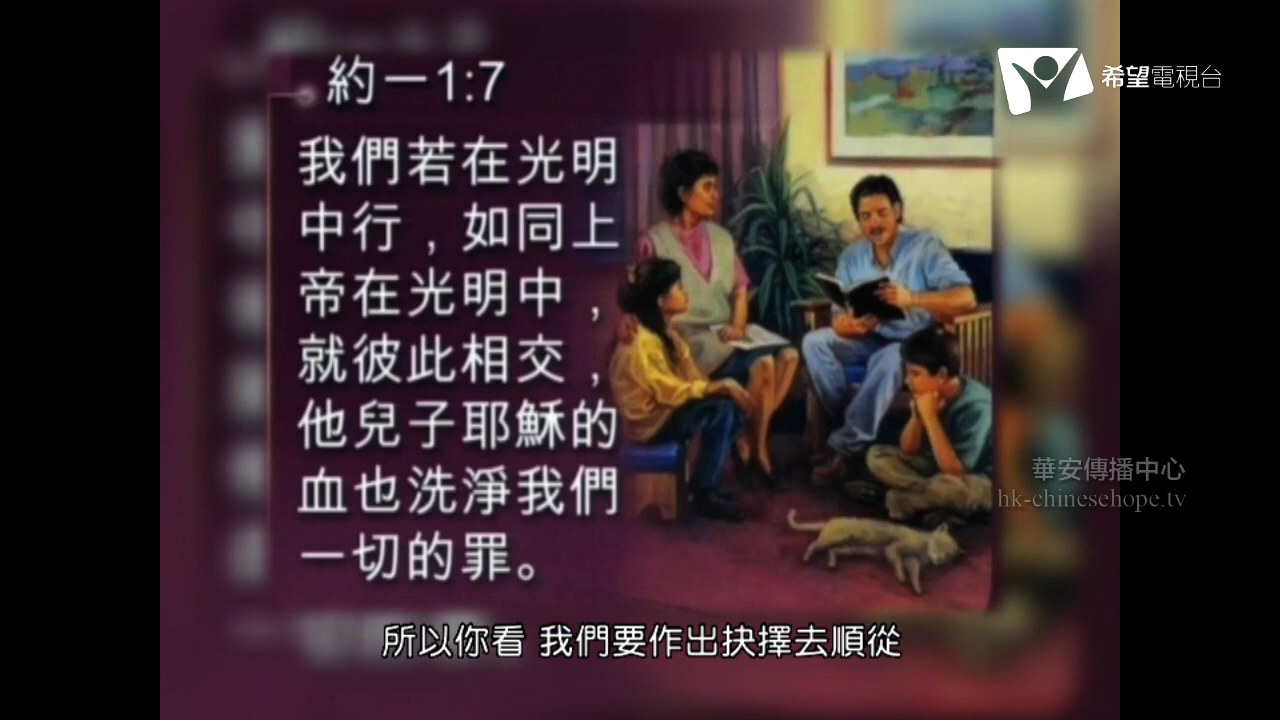 約一1:7
希望電視台
我們若在光明
中行，如同上
帝在光明中，
就彼此相交，
他兒子耶穌的
血也洗淨我們
一切的罪。
華安傳播中心
hk-chinesehope.tv
所以你看 我們要作出抉擇去順從